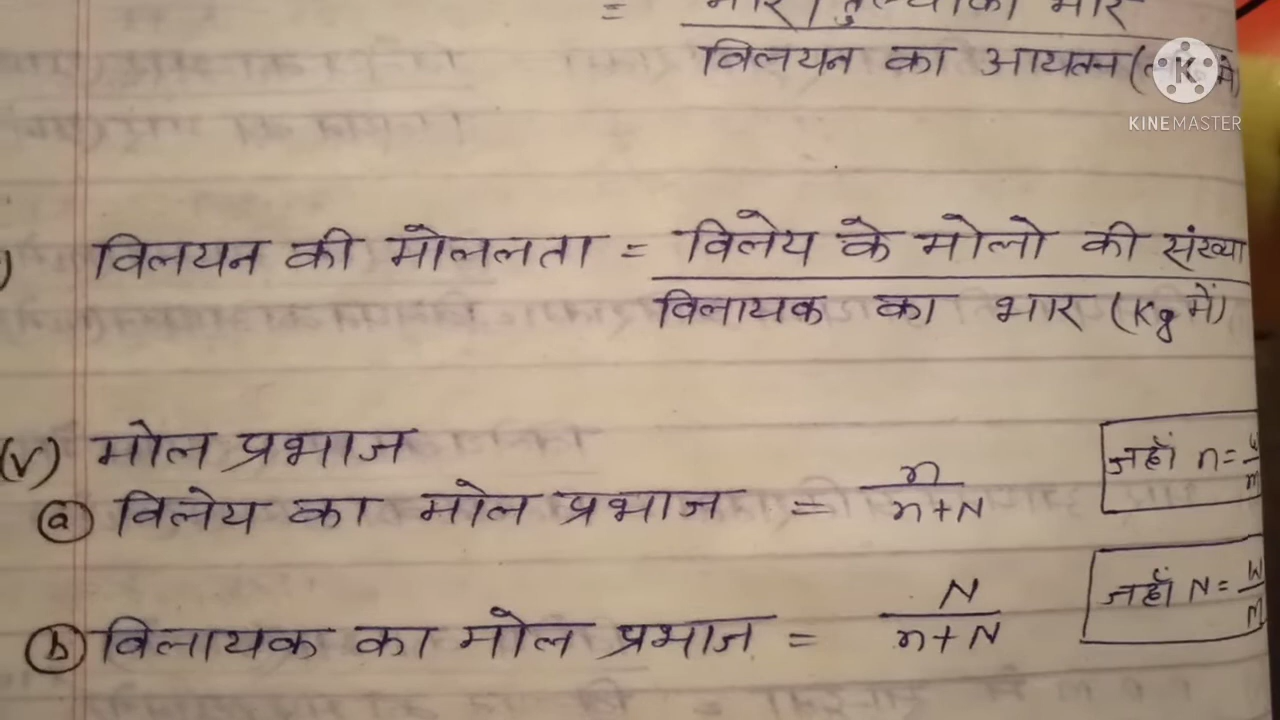 = भार / तुल्यांकी भार
विलयन का आयतन ( में)
KINEMASTER
) विलयन की मोललता = विलेय के मोलो की संख्या
विलायक का भार (Kg में)
(v) मोल प्रभाज
(a) विलेय का मोल प्रभाज = n / n+N
जहाँ n = w / m
(b) विलायक का मोल प्रभाज = N / n+N
जहाँ N = W / M